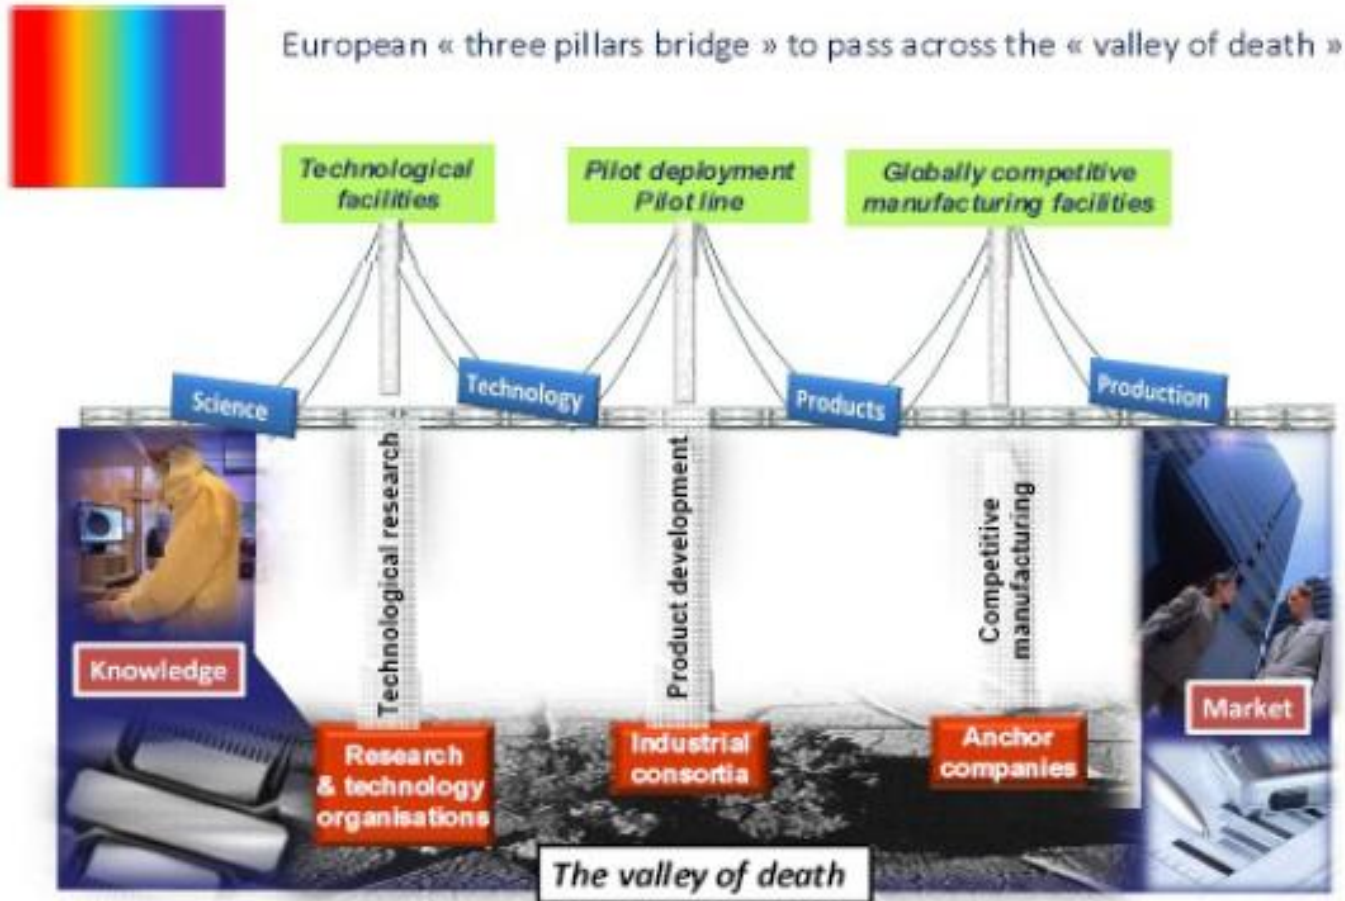 European « three pillars bridge » to pass across the « valley of death »
Technological
facilities
Pilot deployment
Pilot line
Globally competitive
manufacturing facilities
Science
Technology
Products
Production
Technological research
Product development
Competitive
manufacturing
Knowledge
Market
Research
& technology
organisations
Industrial
consortia
Anchor
companies
The valley of death